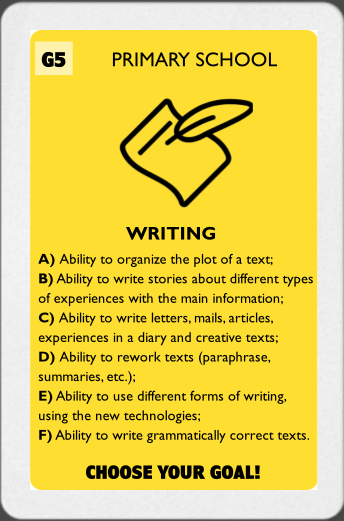 G5 PRIMARY SCHOOL
WRITING
A) Ability to organize the plot of a text;
B) Ability to write stories about different types
of experiences with the main information;
C) Ability to write letters, mails, articles,
experiences in a diary and creative texts;
D) Ability to rework texts (paraphrase,
summaries, etc.);
E) Ability to use different forms of writing,
using the new technologies;
F) Ability to write grammatically correct texts.
CHOOSE YOUR GOAL!